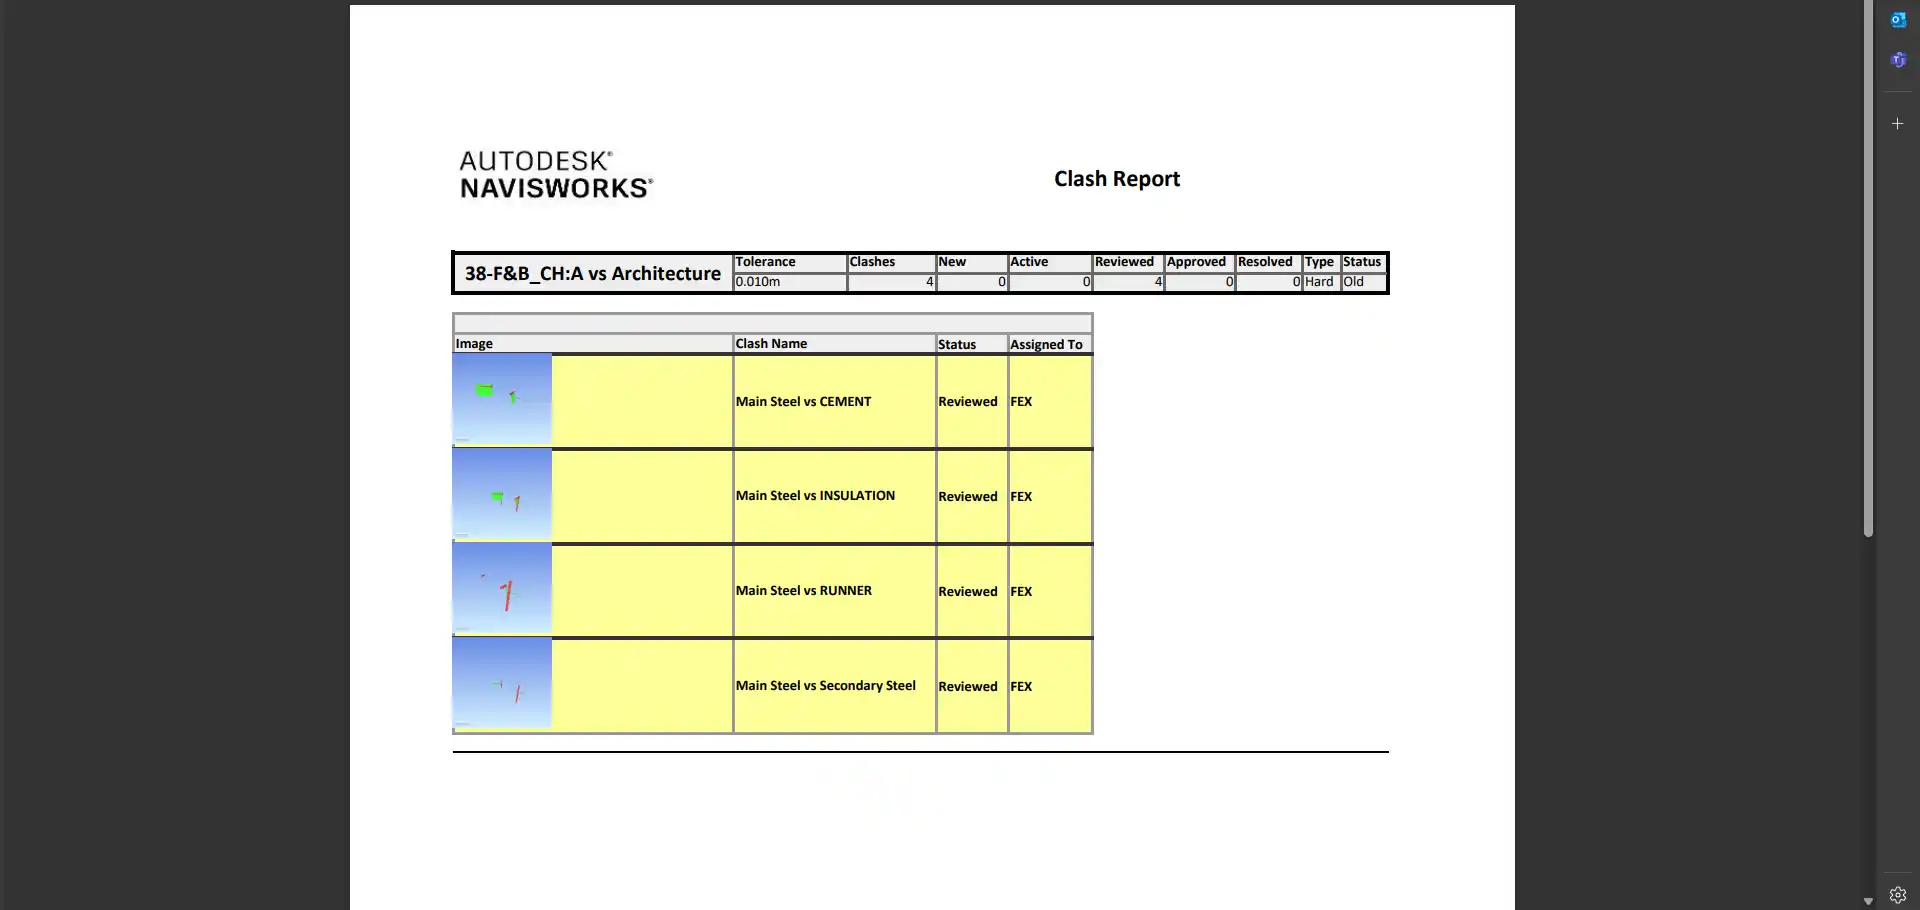 AUTODESK®
NAVISWORKS®
Clash Report
38-F&B_CH:A vs Architecture
Tolerance Clashes New Active Reviewed Approved Resolved Type Status
0.010m 4 0 0 4 0 0 Hard Old
Image Clash Name Status Assigned To
Main Steel vs CEMENT Reviewed FEX
Main Steel vs INSULATION Reviewed FEX
Main Steel vs RUNNER Reviewed FEX
Main Steel vs Secondary Steel Reviewed FEX